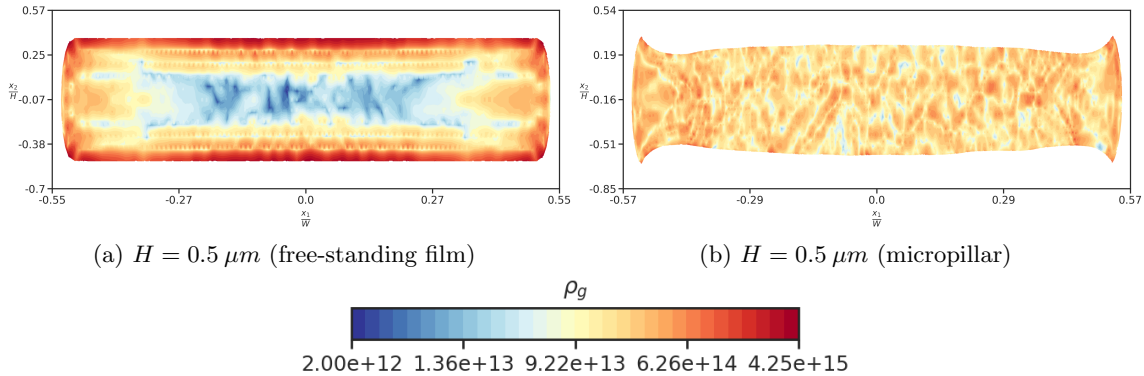 0.57
0.25
x₂/H
-0.07
-0.38
-0.7
-0.55 -0.27 0.0 0.27 0.55
x₁/W
0.54
0.19
x₂/H
-0.16
-0.51
-0.85
-0.57 -0.29 0.0 0.29 0.57
x₁/W
(a) H = 0.5 μm (free-standing film)
(b) H = 0.5 μm (micropillar)
ρg
2.00e+12 1.36e+13 9.22e+13 6.26e+14 4.25e+15